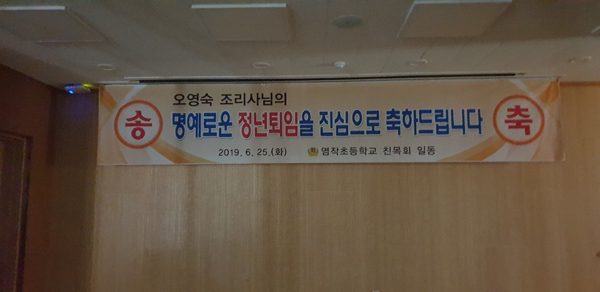 오영숙 조리사님의
송 명예로운 정년퇴임을 진심으로 축하드립니다 축
2019. 6. 25.(화) 염작초등학교 친목회 일동